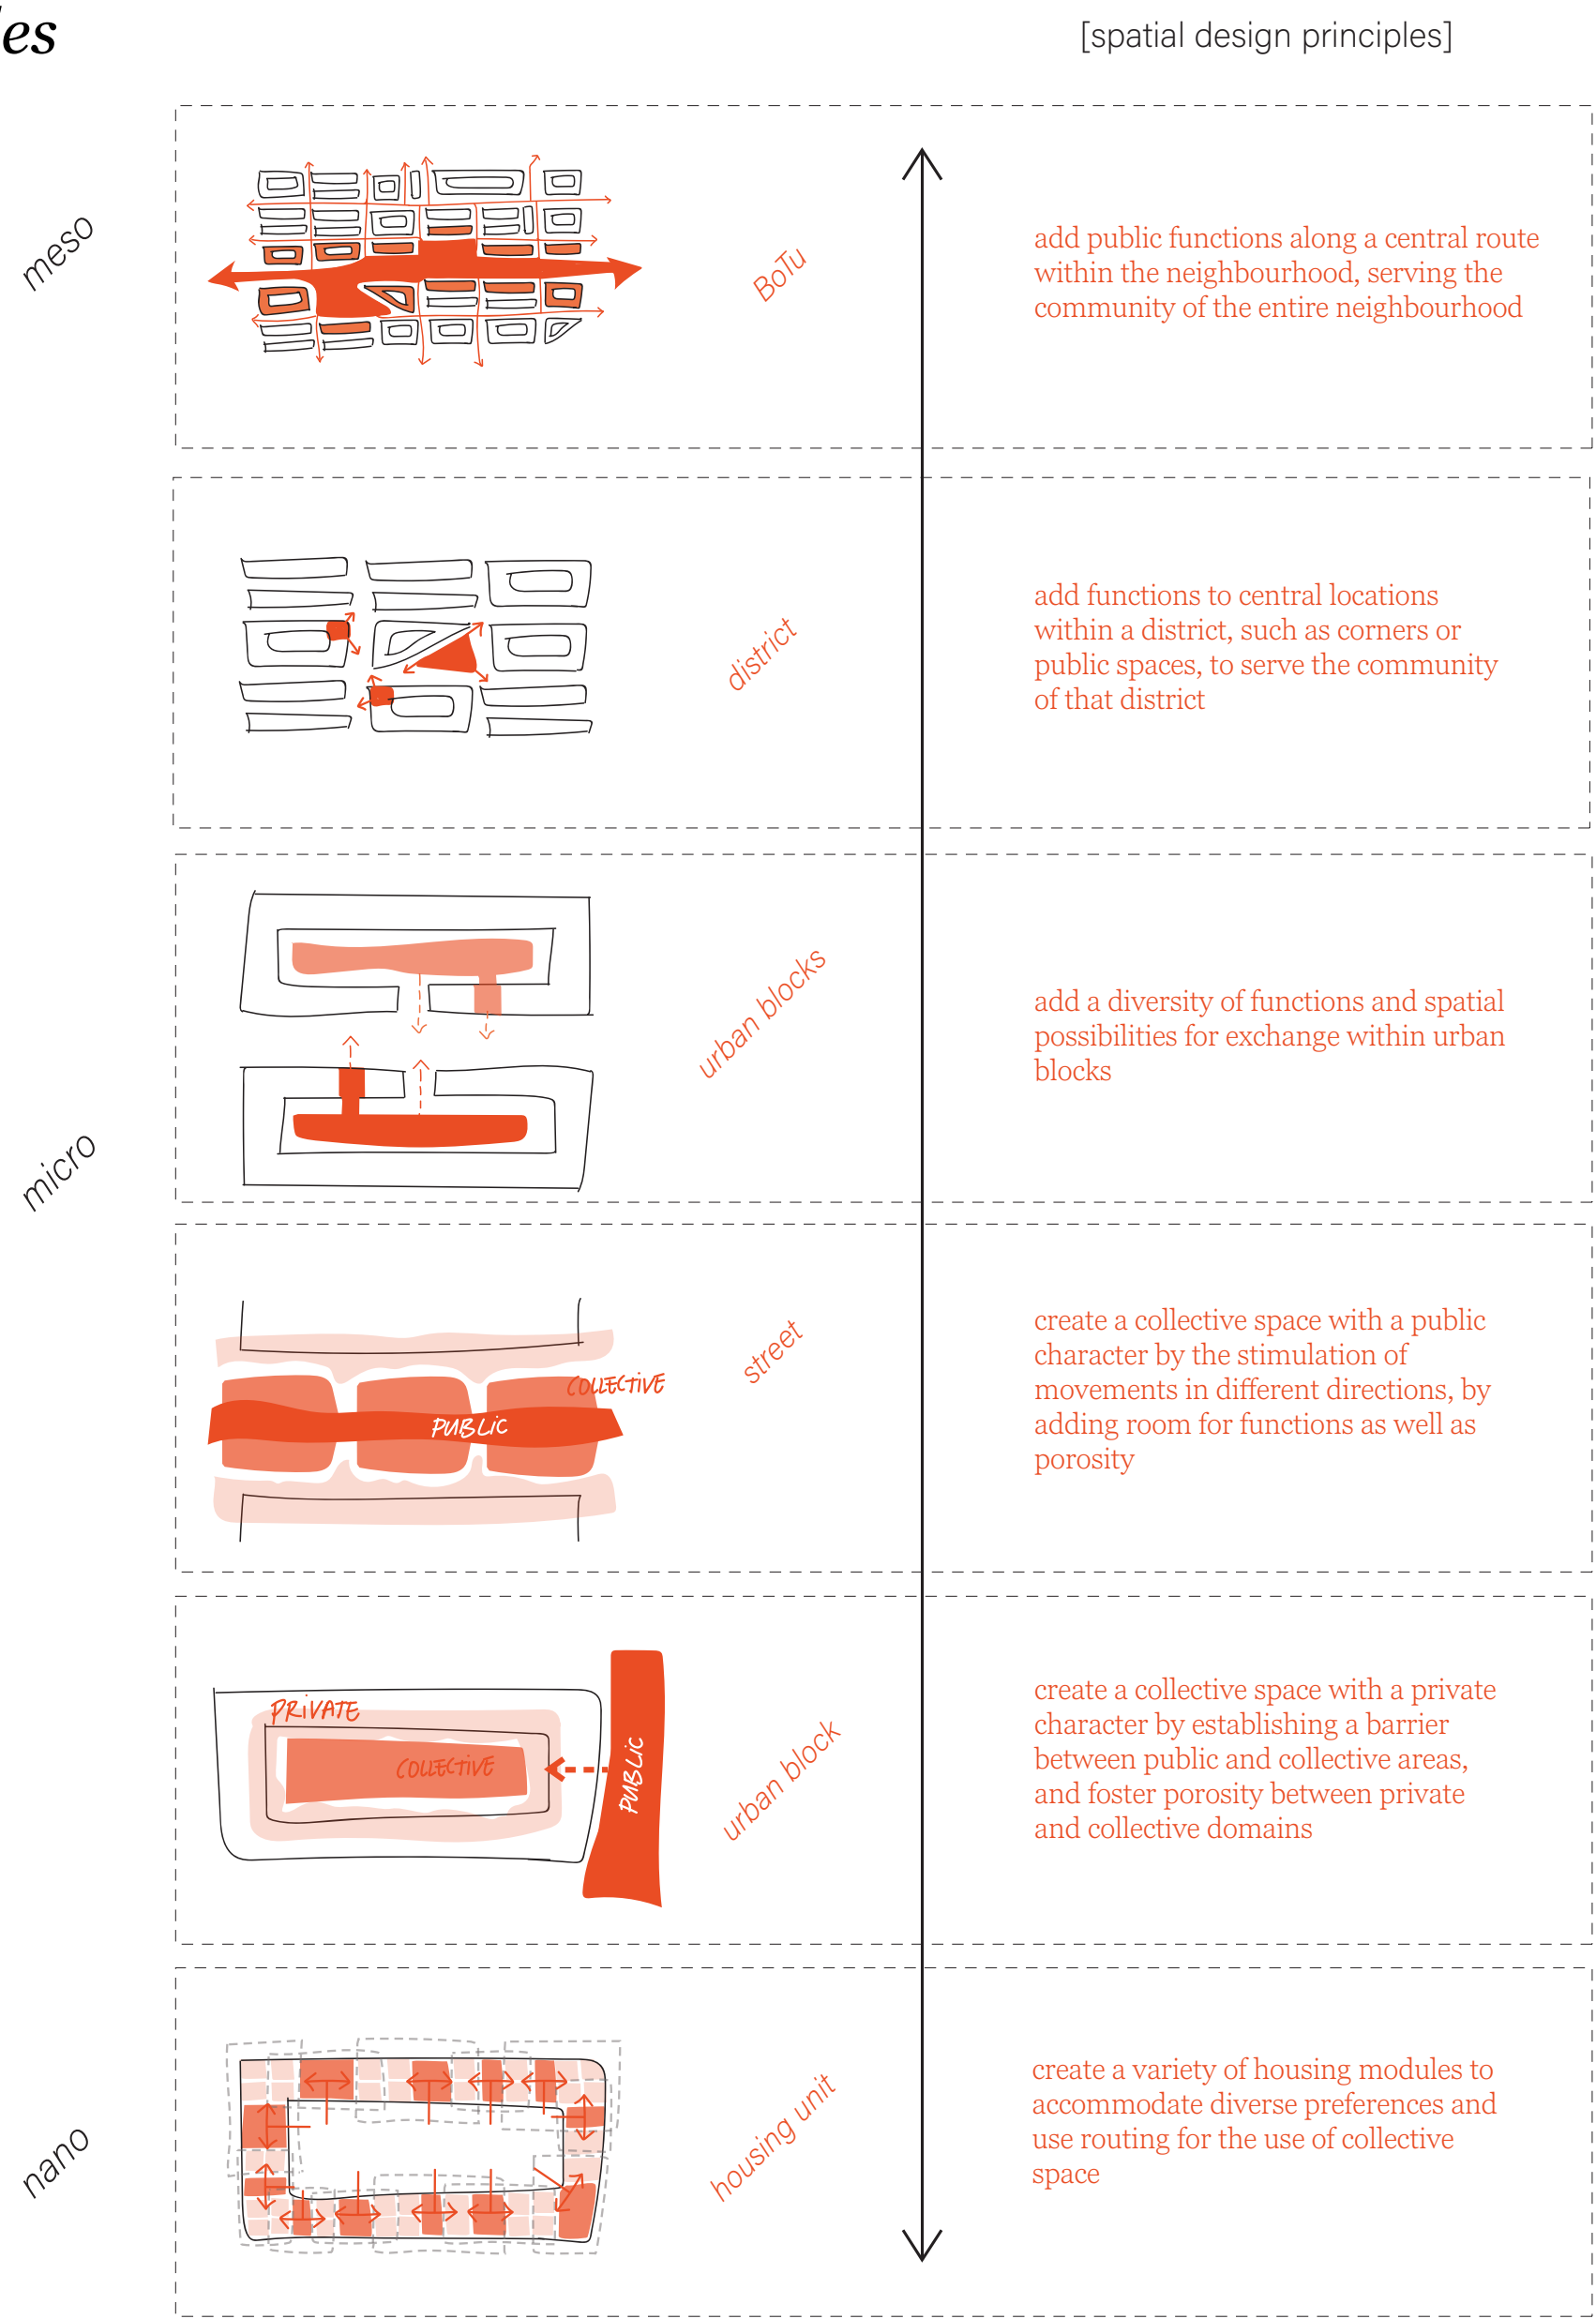 es
[spatial design principles]
meso
BoTu
add public functions along a central route
within the neighbourhood, serving the
community of the entire neighbourhood
district
add functions to central locations
within a district, such as corners or
public spaces, to serve the community
of that district
micro
urban blocks
add a diversity of functions and spatial
possibilities for exchange within urban
blocks
COLLECTIVE
PUBLIC
street
create a collective space with a public
character by the stimulation of
movements in different directions, by
adding room for functions as well as
porosity
PRIVATE
COLLECTIVE
PUBLIC
urban block
create a collective space with a private
character by establishing a barrier
between public and collective areas,
and foster porosity between private
and collective domains
nano
housing unit
create a variety of housing modules to
accommodate diverse preferences and
use routing for the use of collective
space